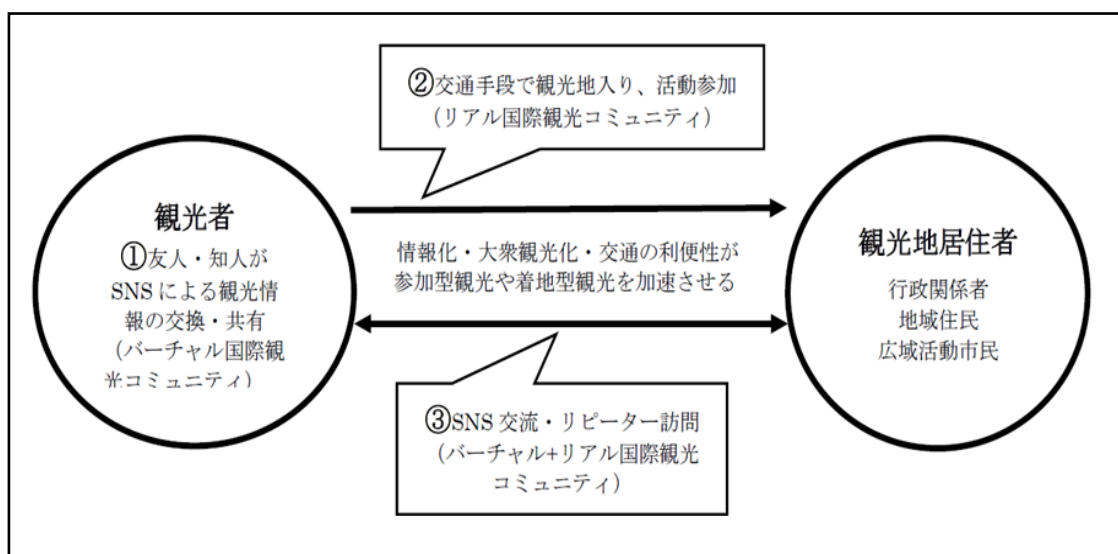 ②交通手段で観光地入り、活動参加
（リアル国際観光コミュニティ）
観光者
①友人・知人が
SNSによる観光情
報の交換・共有
（バーチャル国際観
光コミュニティ）
情報化・大衆観光化・交通の利便性が
参加型観光や着地型観光を加速させる
観光地居住者
行政関係者
地域住民
広域活動市民
③SNS交流・リピーター訪問
（バーチャル+リアル国際観光
コミュニティ）